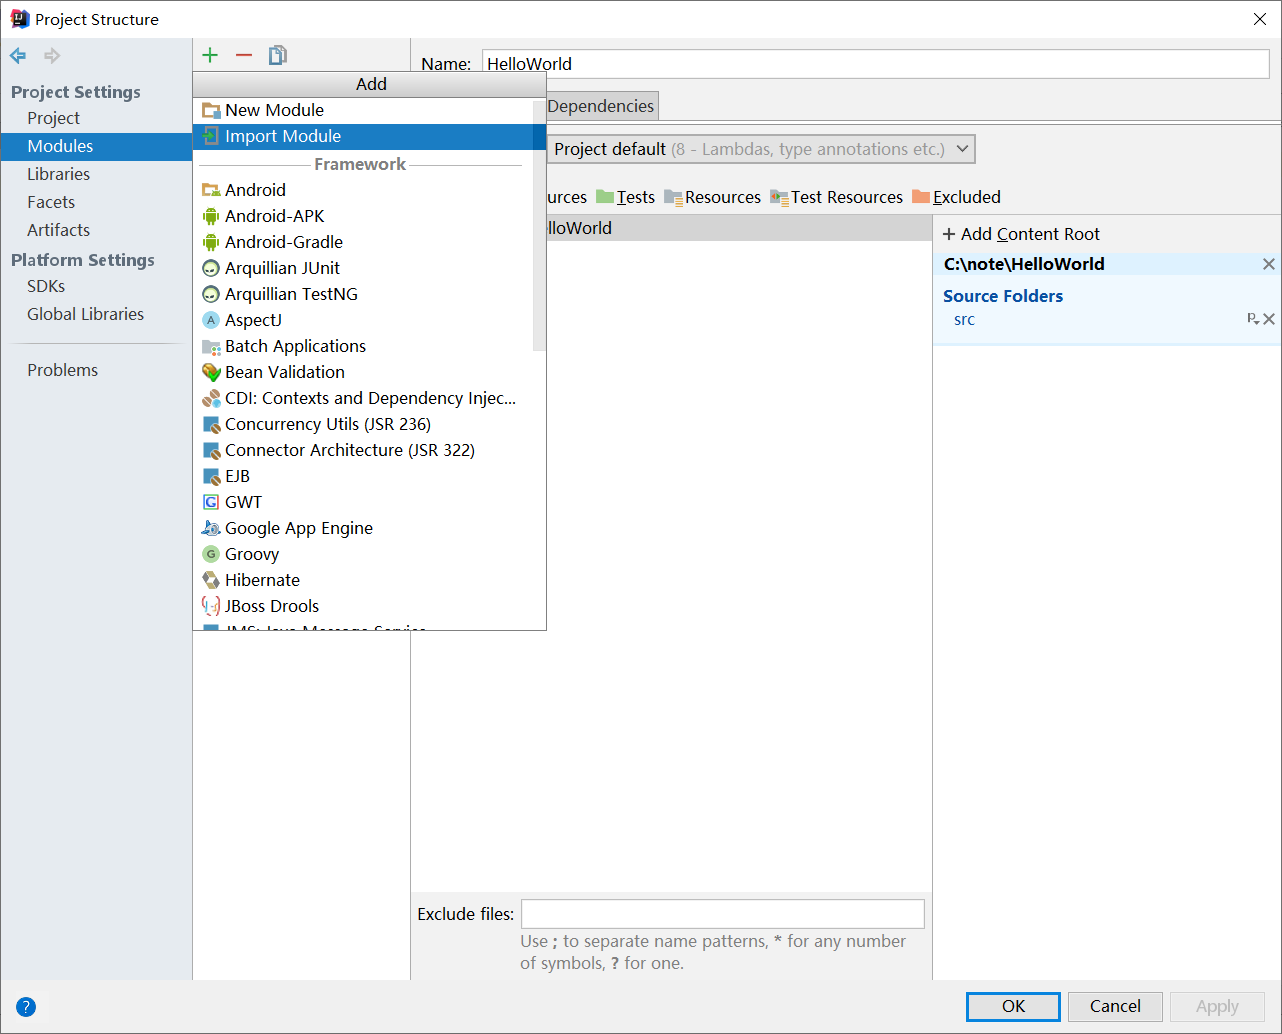 Project Structure
Name: HelloWorld
Project Settings
Project
Modules
Libraries
Facets
Artifacts
Platform Settings
SDKs
Global Libraries
Problems
Add
New Module
Import Module
Framework
Android
Android-APK
Android-Gradle
Arquillian JUnit
Arquillian TestNG
AspectJ
Batch Applications
Bean Validation
CDI: Contexts and Dependency Injec...
Concurrency Utils (JSR 236)
Connector Architecture (JSR 322)
EJB
GWT
Google App Engine
Groovy
Hibernate
JBoss Drools
JMS: Java Message Service
Dependencies
Project default (8 - Lambdas, type annotations etc.)
urces Tests Resources Test Resources Excluded
lloWorld
+ Add Content Root
C:\note\HelloWorld
Source Folders
src
Exclude files:
Use ; to separate name patterns, * for any number
of symbols, ? for one.
? OK Cancel Apply